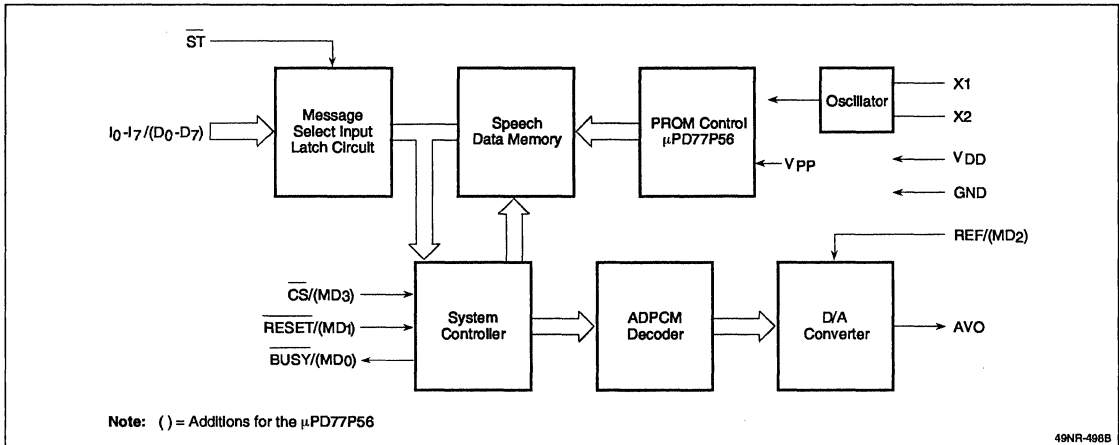 ST
I0-I7/(D0-D7)
Message
Select Input
Latch Circuit
Speech
Data Memory
PROM Control
µPD77P56
VPP
Oscillator
X1
X2
VDD
GND
REF/(MD2)
CS/(MD3)
RESET/(MD1)
BUSY/(MD0)
System
Controller
ADPCM
Decoder
D/A
Converter
AVO
Note: ( ) = Additions for the µPD77P56
49NR-498B